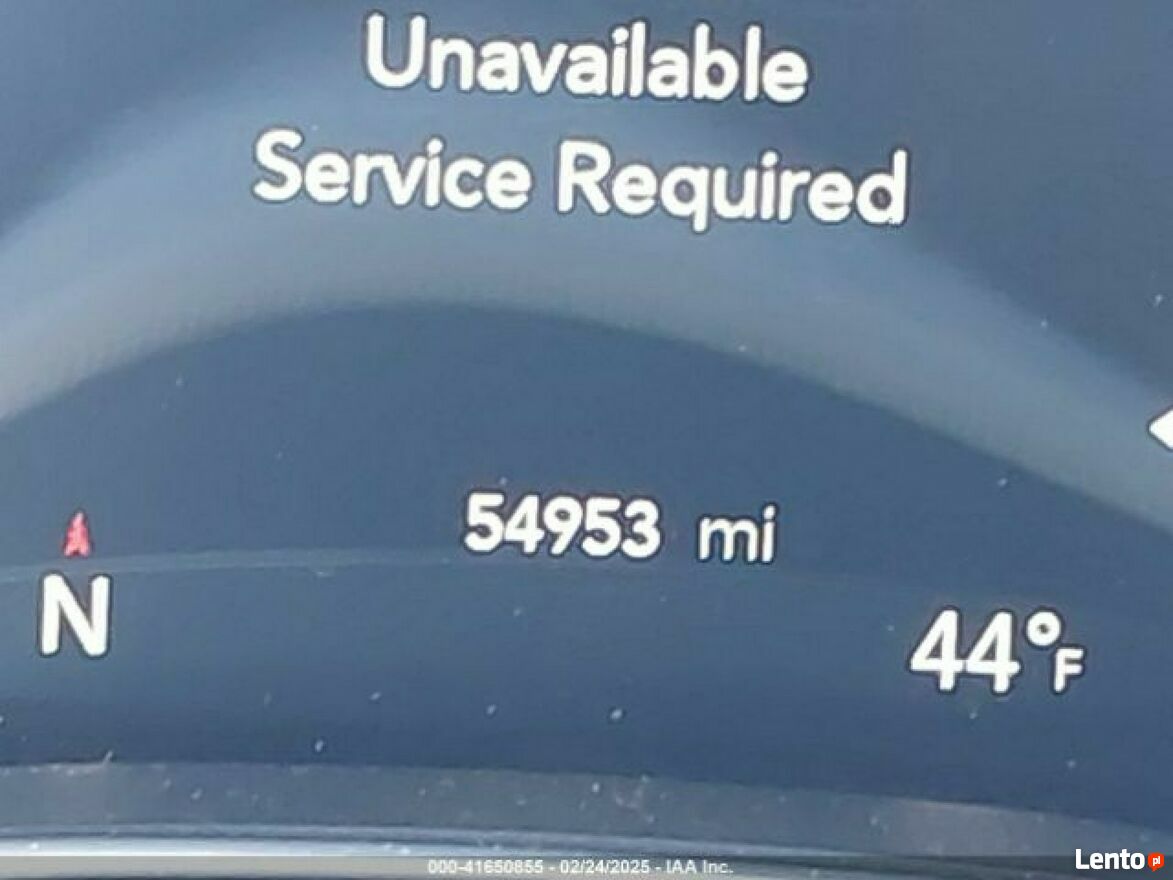 Unavailable
Service Required
54953 mi
N
44°F
000-41650855 - 02/24/2025 - IAA Inc.
Lento pl